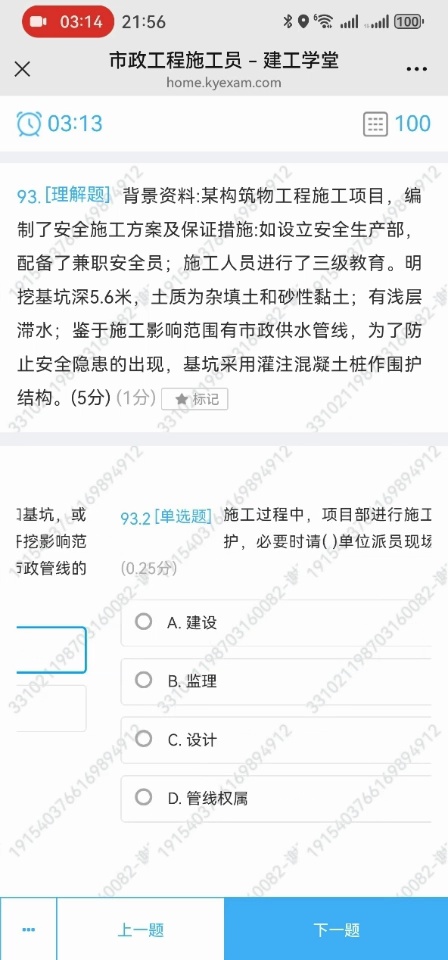 03:14 21:56 6 100
市政工程施工员 - 建工学堂
home.kyexam.com
03:13 100
93.[理解题] 背景资料:某构筑物工程施工项目，编
制了安全施工方案及保证措施:如设立安全生产部，
配备了兼职安全员；施工人员进行了三级教育。明
挖基坑深5.6米，土质为杂填土和砂性黏土；有浅层
滞水；鉴于施工影响范围有市政供水管线，为了防
止安全隐患的出现，基坑采用灌注混凝土桩作围护
结构。(5分) (1分) ★标记
基坑，或
挖影响范
政管线的
93.2 [单选题] 施工过程中，项目部进行施工
护，必要时请( )单位派员现场
(0.25分)
A. 建设
B. 监理
C. 设计
D. 管线权属
... 上一题 下一题